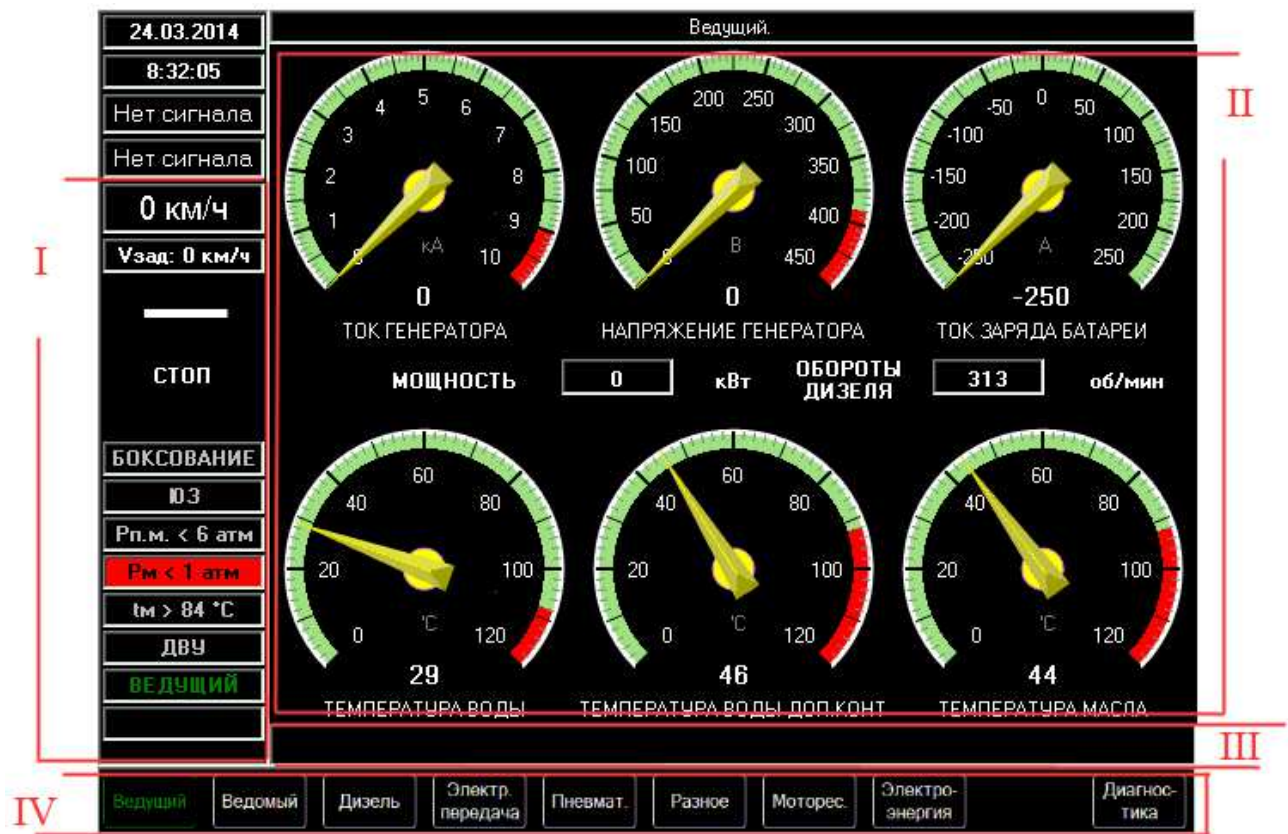 24.03.2014
8:32:05
Нет сигнала
Нет сигнала
0 км/ч
Vзад: 0 км/ч
СТОП
БОКСОВАНИЕ
ЮЗ
Рп.м. < 6 атм
Рм < 1 атм
tм > 84 °C
ДВУ
ВЕДУЩИЙ
I
Ведущий.
II
0 1 2 3 4 5 6 7 8 9 10
кА
0
ТОК ГЕНЕРАТОРА
0 50 100 150 200 250 300 350 400 450
В
0
НАПРЯЖЕНИЕ ГЕНЕРАТОРА
-250 -200 -150 -100 -50 0 50 100 150 200 250
А
-250
ТОК ЗАРЯДА БАТАРЕИ
МОЩНОСТЬ 0 кВт
ОБОРОТЫ
ДИЗЕЛЯ 313 об/мин
0 20 40 60 80 100 120
°C
29
ТЕМПЕРАТУРА ВОДЫ
0 20 40 60 80 100 120
°C
46
ТЕМПЕРАТУРА ВОДЫ ДОП.КОНТ
0 20 40 60 80 100 120
°C
44
ТЕМПЕРАТУРА МАСЛА
III
IV
Ведущий
Ведомый
Дизель
Электр.
передача
Пневмат.
Разное
Моторес.
Электро-
энергия
Диагнос-
тика